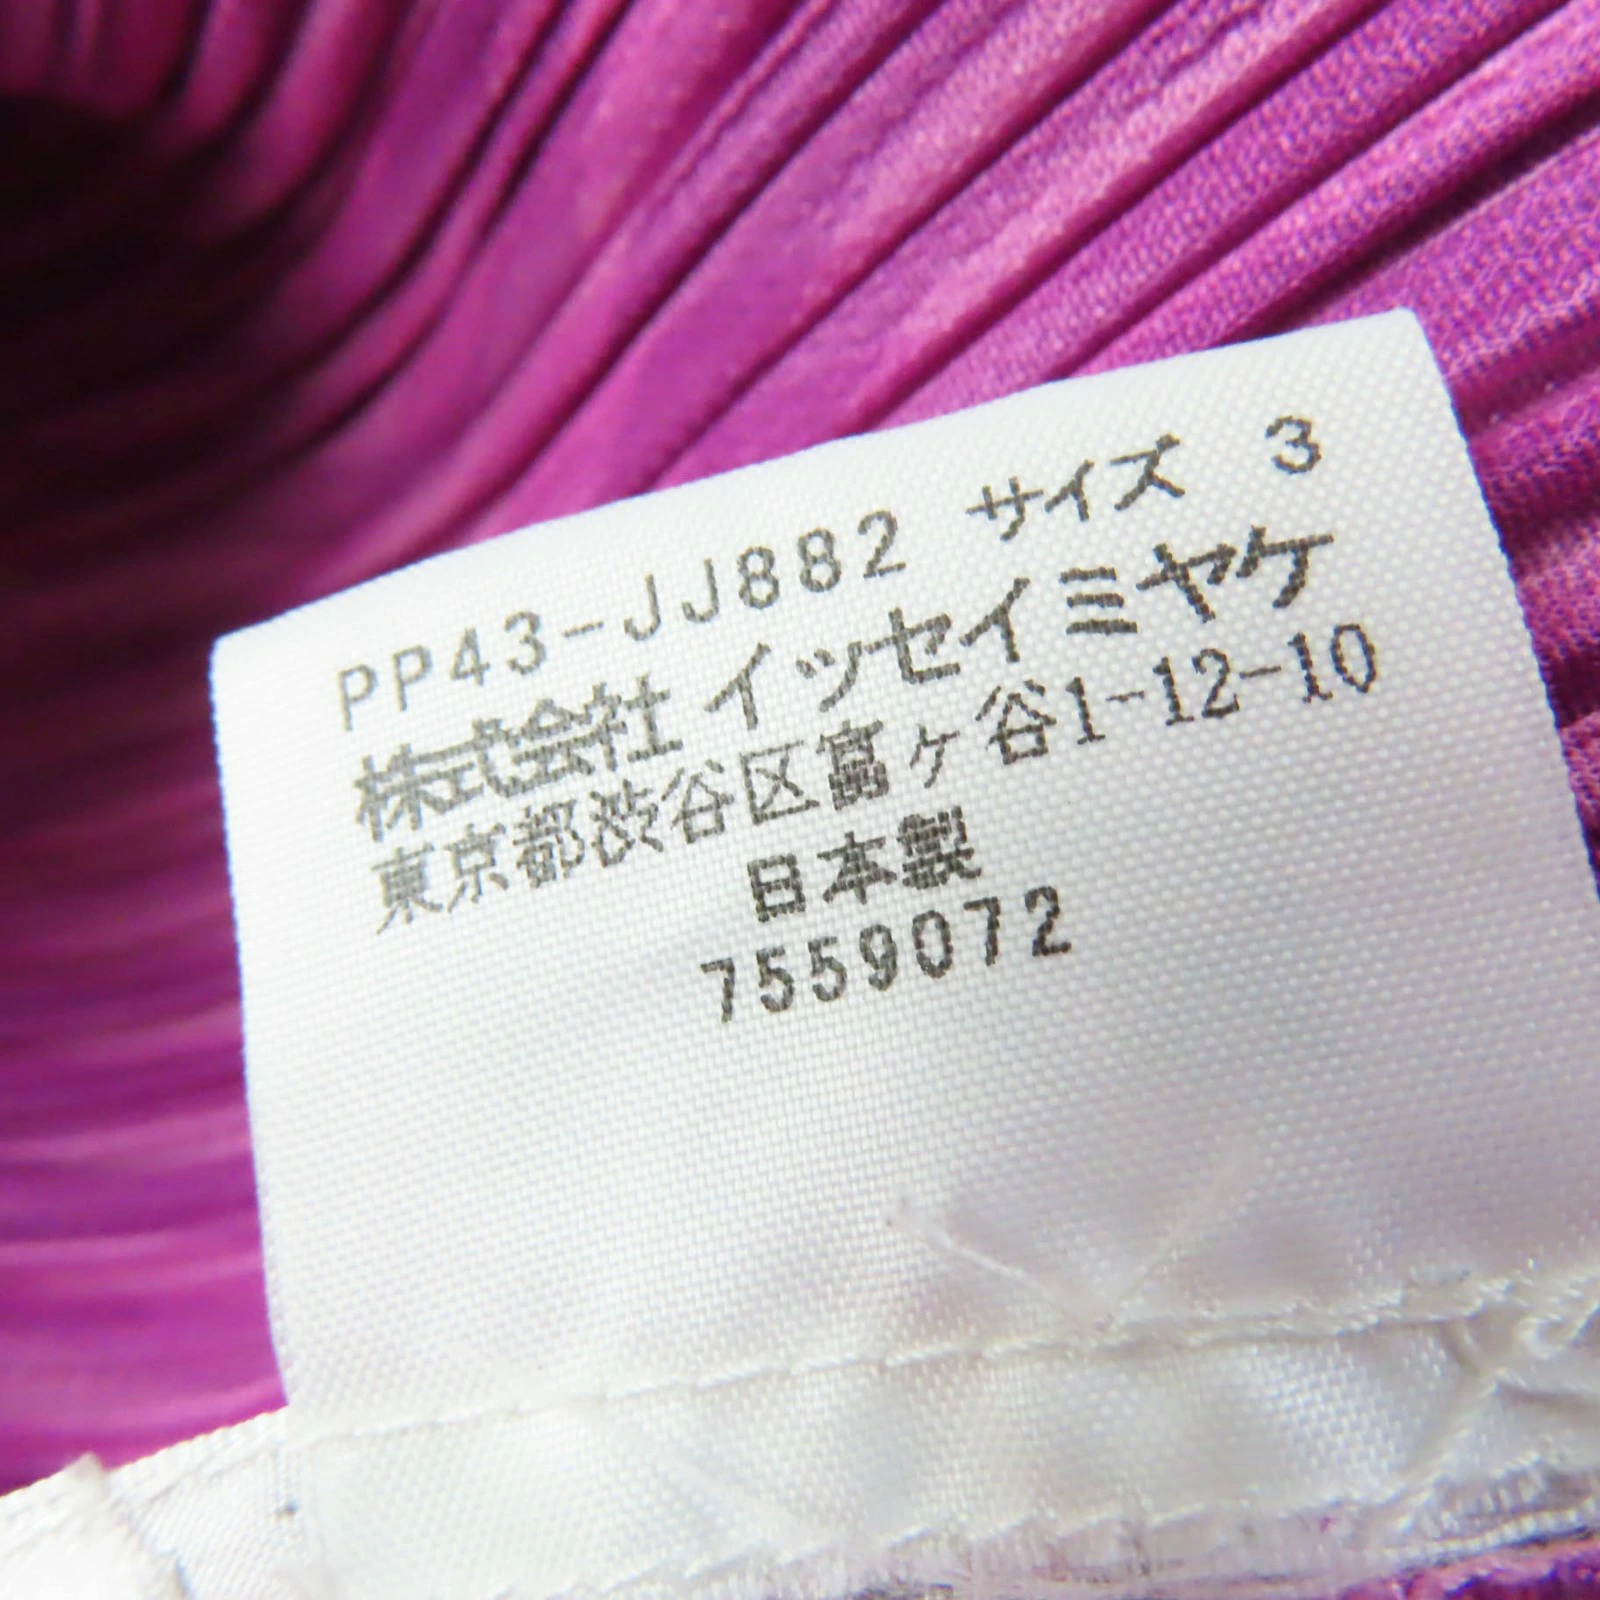 PP43-JJ882 サイズ 3
株式会社 イッセイミヤケ
東京都渋谷区富ヶ谷1-12-10
日本製
7559072